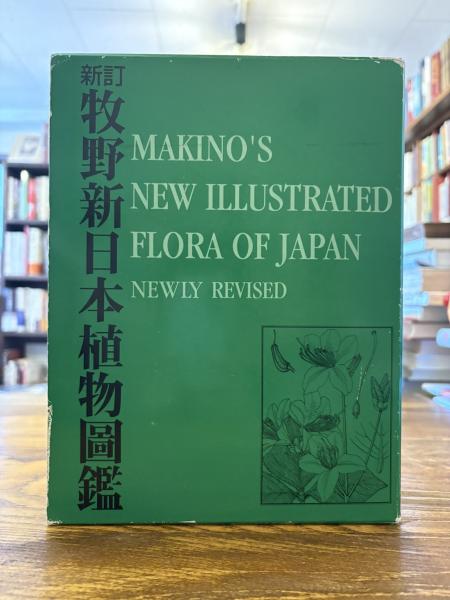 新訂
牧野新日本植物圖鑑
MAKINO'S
NEW ILLUSTRATED
FLORA OF JAPAN
NEWLY REVISED